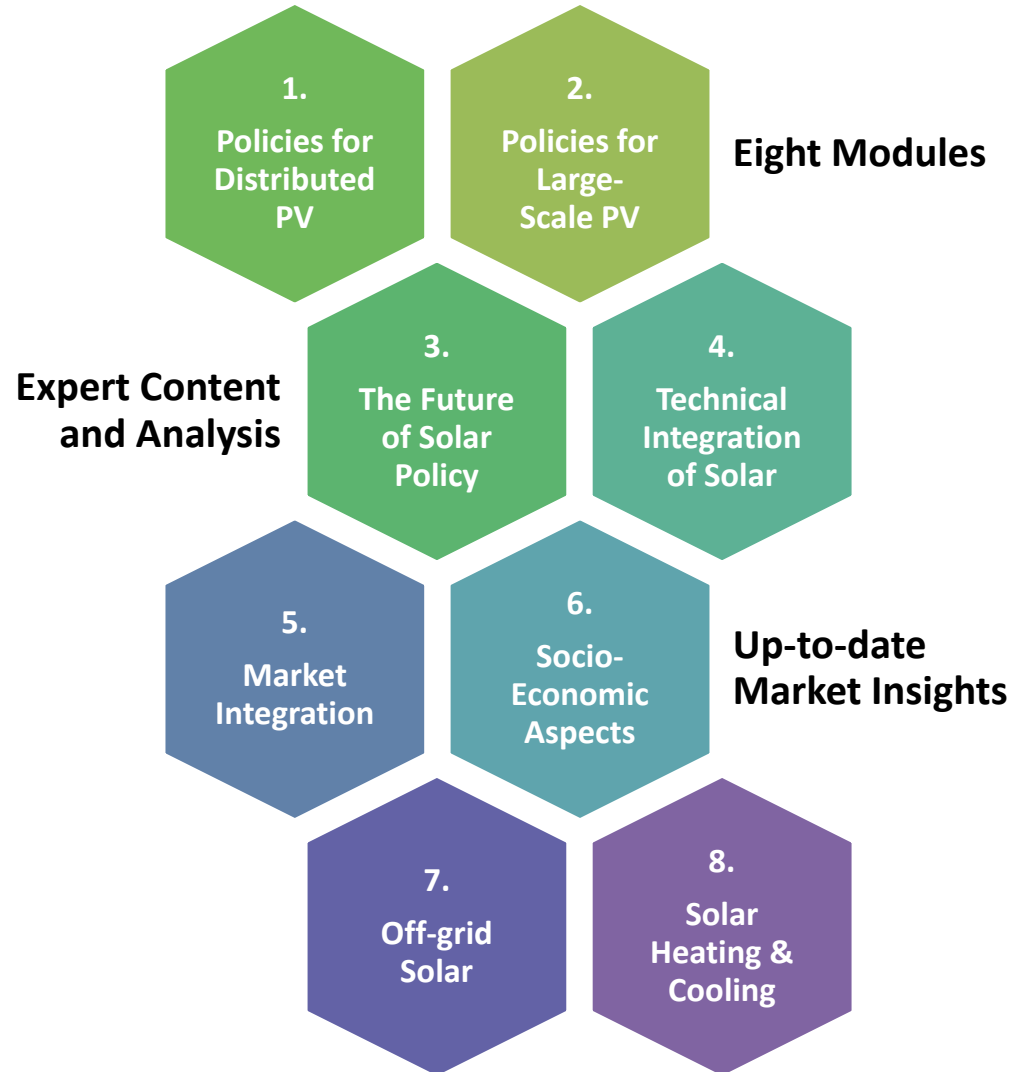 1.
Policies for
Distributed
PV
2.
Policies for
Large-
Scale PV
Eight Modules
Expert Content
and Analysis
3.
The Future
of Solar
Policy
4.
Technical
Integration
of Solar
5.
Market
Integration
6.
Socio-
Economic
Aspects
Up-to-date
Market Insights
7.
Off-grid
Solar
8.
Solar
Heating &
Cooling